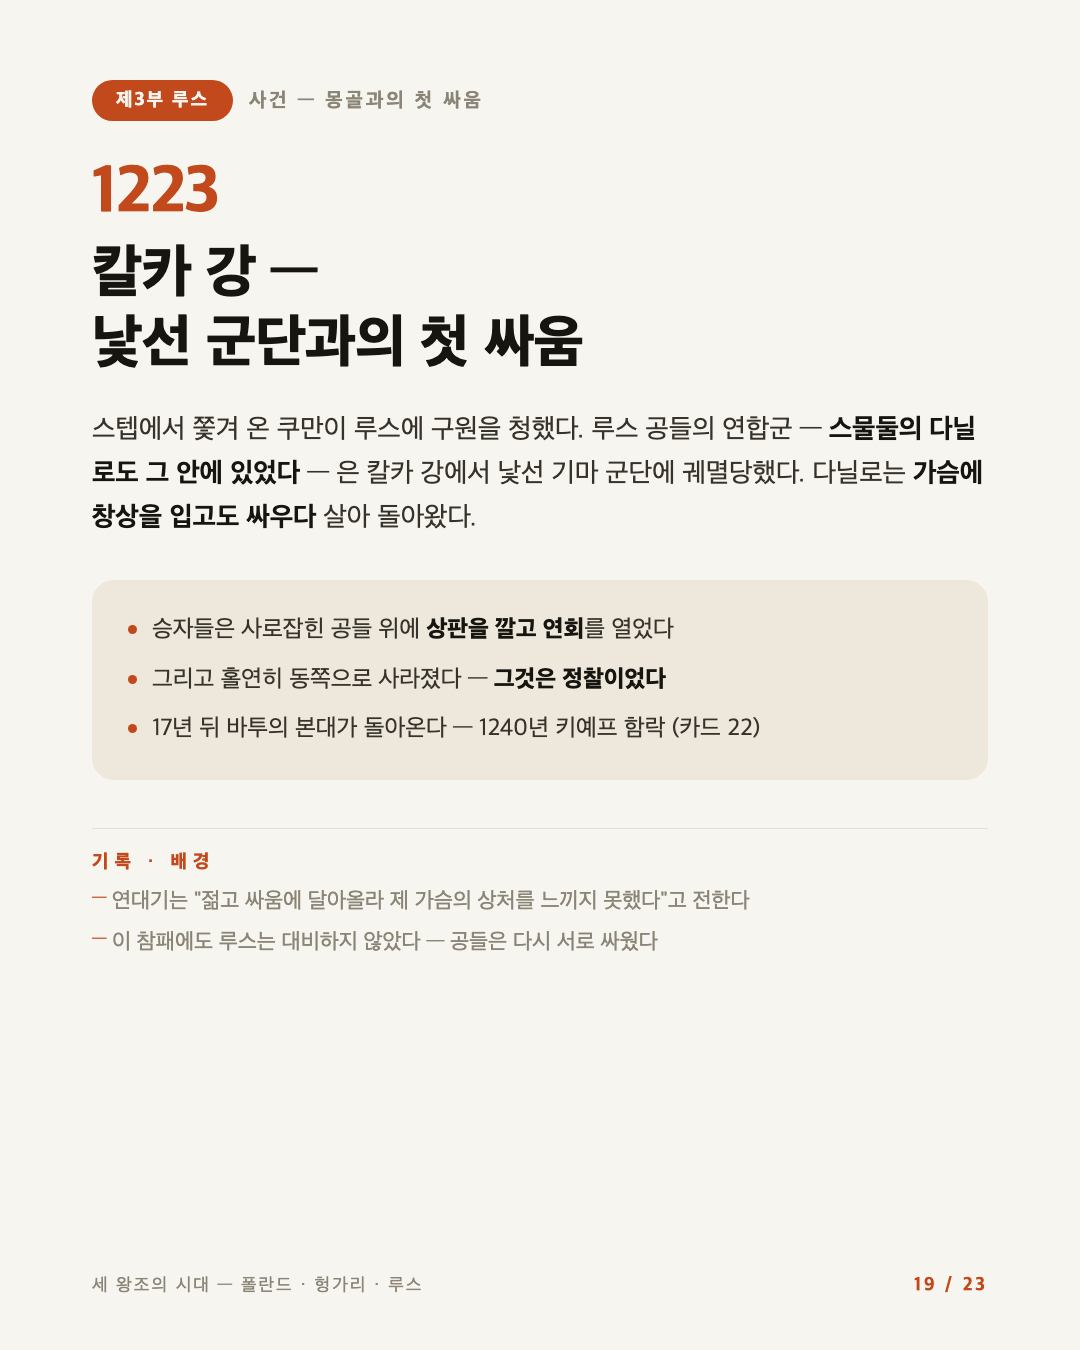 제3부 루스 사건 — 몽골과의 첫 싸움
1223
칼카 강 —
낯선 군단과의 첫 싸움
스텝에서 쫓겨 온 쿠만이 루스에 구원을 청했다. 루스 공들의 연합군 — 스물둘의 다닐
로도 그 안에 있었다 — 은 칼카 강에서 낯선 기마 군단에 궤멸당했다. 다닐로는 가슴에
창상을 입고도 싸우다 살아 돌아왔다.
• 승자들은 사로잡힌 공들 위에 상판을 깔고 연회를 열었다
• 그리고 홀연히 동쪽으로 사라졌다 — 그것은 정찰이었다
• 17년 뒤 바투의 본대가 돌아온다 — 1240년 키예프 함락 (카드 22)
기록 · 배경
— 연대기는 "젊고 싸움에 달아올라 제 가슴의 상처를 느끼지 못했다"고 전한다
— 이 참패에도 루스는 대비하지 않았다 — 공들은 다시 서로 싸웠다
세 왕조의 시대 — 폴란드 · 헝가리 · 루스
19 / 23